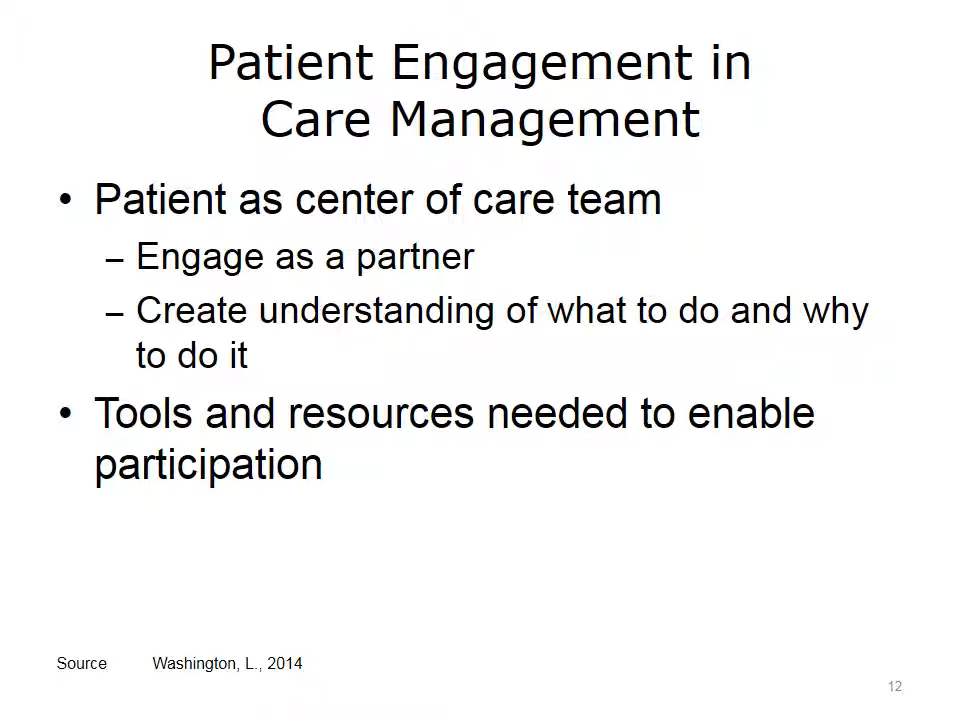 Patient Engagement in
Care Management
• Patient as center of care team
– Engage as a partner
– Create understanding of what to do and why
to do it
• Tools and resources needed to enable
participation
Source Washington, L., 2014
12